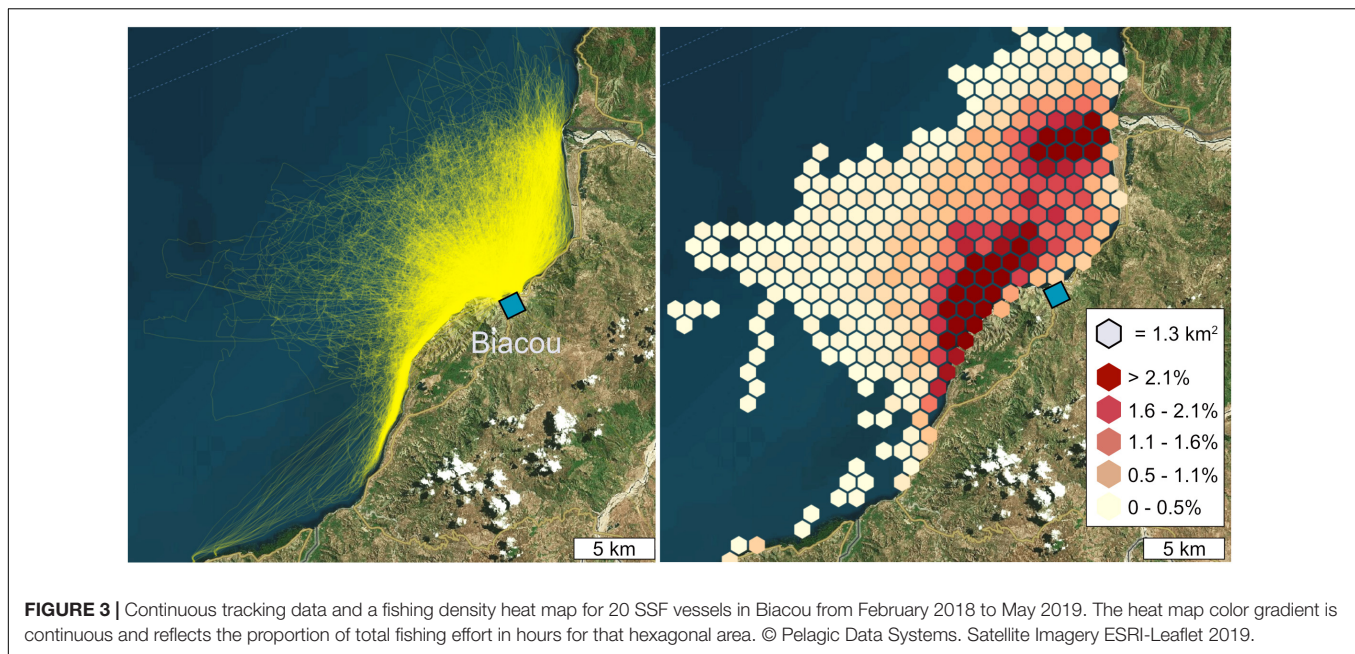 Biacou
5 km
= 1.3 km²
> 2.1%
1.6 - 2.1%
1.1 - 1.6%
0.5 - 1.1%
0 - 0.5%
5 km
FIGURE 3 | Continuous tracking data and a fishing density heat map for 20 SSF vessels in Biacou from February 2018 to May 2019. The heat map color gradient is
continuous and reflects the proportion of total fishing effort in hours for that hexagonal area. © Pelagic Data Systems. Satellite Imagery ESRI-Leaflet 2019.